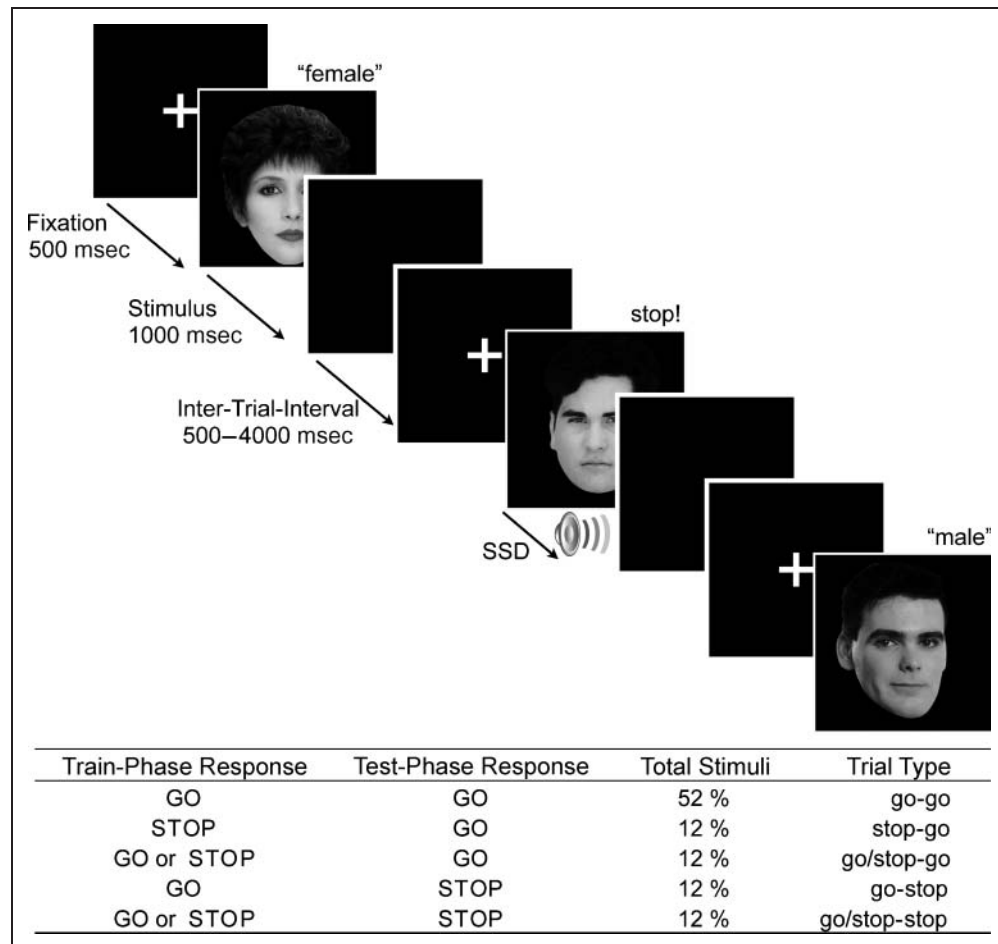 "female"
Fixation
500 msec
Stimulus
1000 msec
stop!
Inter-Trial-Interval
500–4000 msec
SSD
"male"
Train-Phase Response Test-Phase Response Total Stimuli Trial Type
GO GO 52 % go-go
STOP GO 12 % stop-go
GO or STOP GO 12 % go/stop-go
GO STOP 12 % go-stop
GO or STOP STOP 12 % go/stop-stop